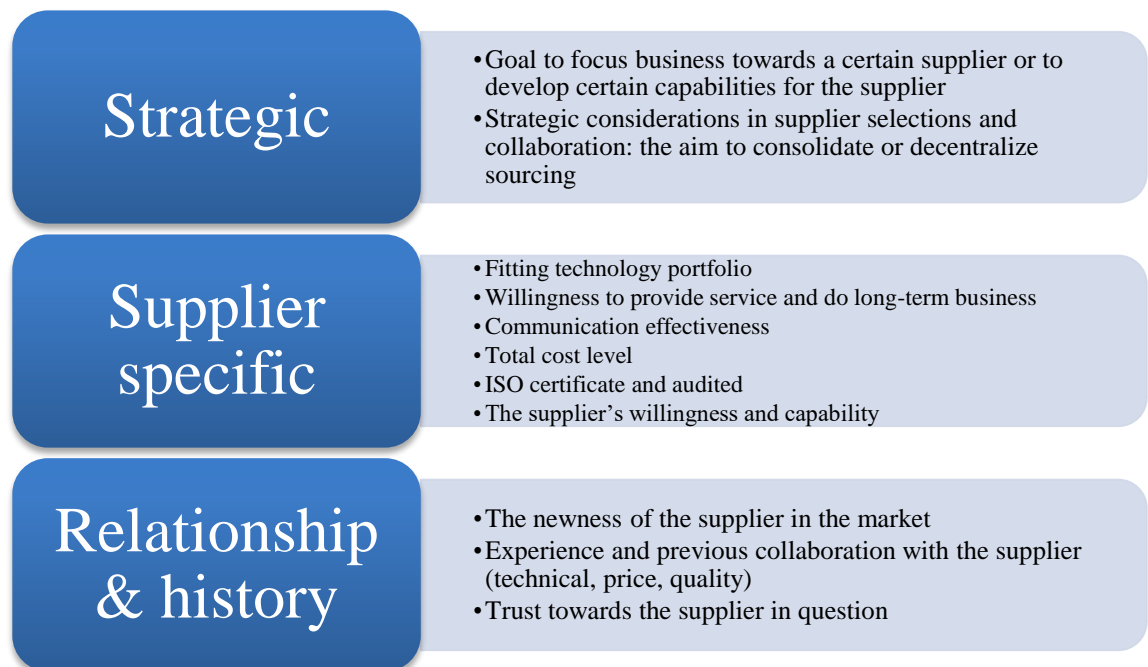 Strategic
•Goal to focus business towards a certain supplier or to
develop certain capabilities for the supplier
•Strategic considerations in supplier selections and
collaboration: the aim to consolidate or decentralize
sourcing
Supplier
specific
•Fitting technology portfolio
•Willingness to provide service and do long-term business
•Communication effectiveness
•Total cost level
•ISO certificate and audited
•The supplier’s willingness and capability
Relationship
& history
•The newness of the supplier in the market
•Experience and previous collaboration with the supplier
(technical, price, quality)
•Trust towards the supplier in question